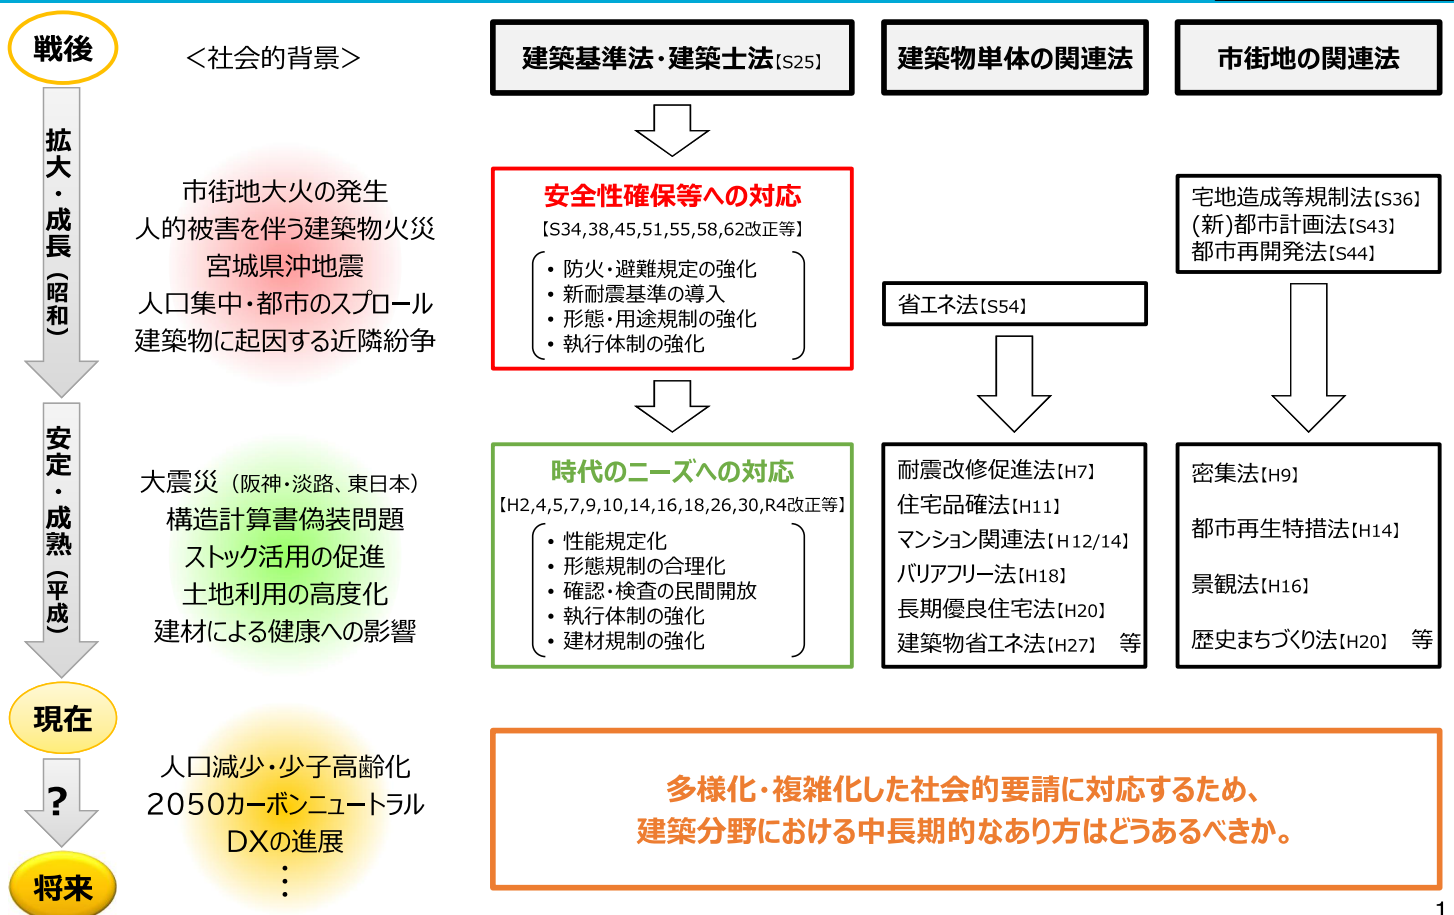 戦後
＜社会的背景＞
建築基準法・建築士法【S25】
建築物単体の関連法
市街地の関連法
拡大・成長（昭和）
市街地大火の発生
人的被害を伴う建築物火災
宮城県沖地震
人口集中・都市のスプロール
建築物に起因する近隣紛争
安全性確保等への対応
【S34,38,45,51,55,58,62改正等】
• 防火・避難規定の強化
• 新耐震基準の導入
• 形態・用途規制の強化
• 執行体制の強化
省エネ法【S54】
宅地造成等規制法【S36】
(新)都市計画法【S43】
都市再開発法【S44】
安定・成熟（平成）
大震災（阪神・淡路、東日本）
構造計算書偽装問題
ストック活用の促進
土地利用の高度化
建材による健康への影響
時代のニーズへの対応
【H2,4,5,7,9,10,14,16,18,26,30,R4改正等】
• 性能規定化
• 形態規制の合理化
• 確認・検査の民間開放
• 執行体制の強化
• 建材規制の強化
耐震改修促進法【H7】
住宅品確法【H11】
マンション関連法【H12/14】
バリアフリー法【H18】
長期優良住宅法【H20】
建築物省エネ法【H27】 等
密集法【H9】
都市再生特措法【H14】
景観法【H16】
歴史まちづくり法【H20】 等
現在
?
将来
人口減少・少子高齢化
2050カーボンニュートラル
DXの進展
⋮
多様化・複雑化した社会的要請に対応するため、
建築分野における中長期的なあり方はどうあるべきか。
1